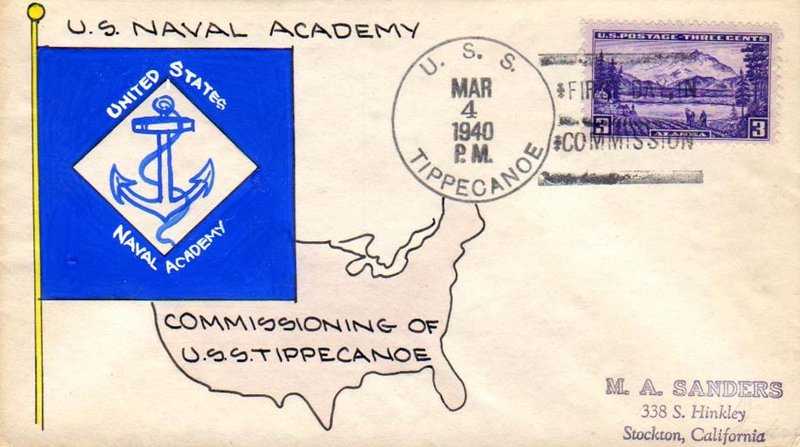 U.S. NAVAL ACADEMY
UNITED STATES
NAVAL ACADEMY
U. S. S.
MAR
4
1940
P.M.
TIPPECANOE
FIRST DAY IN
COMMISSION
U.S. POSTAGE-THREE CENTS
3 ALASKA 3
COMMISSIONING OF
U.S.S. TIPPECANOE
M. A. SANDERS
338 S. Hinkley
Stockton, California